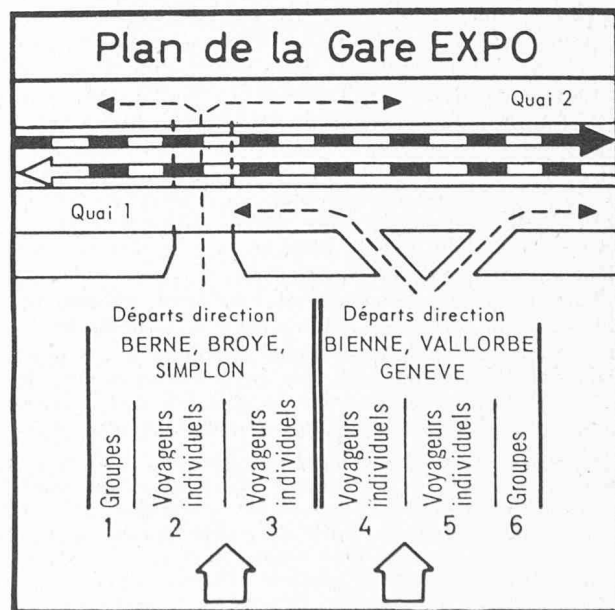 Plan de la Gare EXPO
Quai 2
Quai 1
Départs direction
BERNE, BROYE,
SIMPLON
Départs direction
BIENNE, VALLORBE
GENEVE
Groupes
Voyageurs
individuels
Voyageurs
individuels
Voyageurs
individuels
Voyageurs
individuels
Groupes
1
2
3
4
5
6